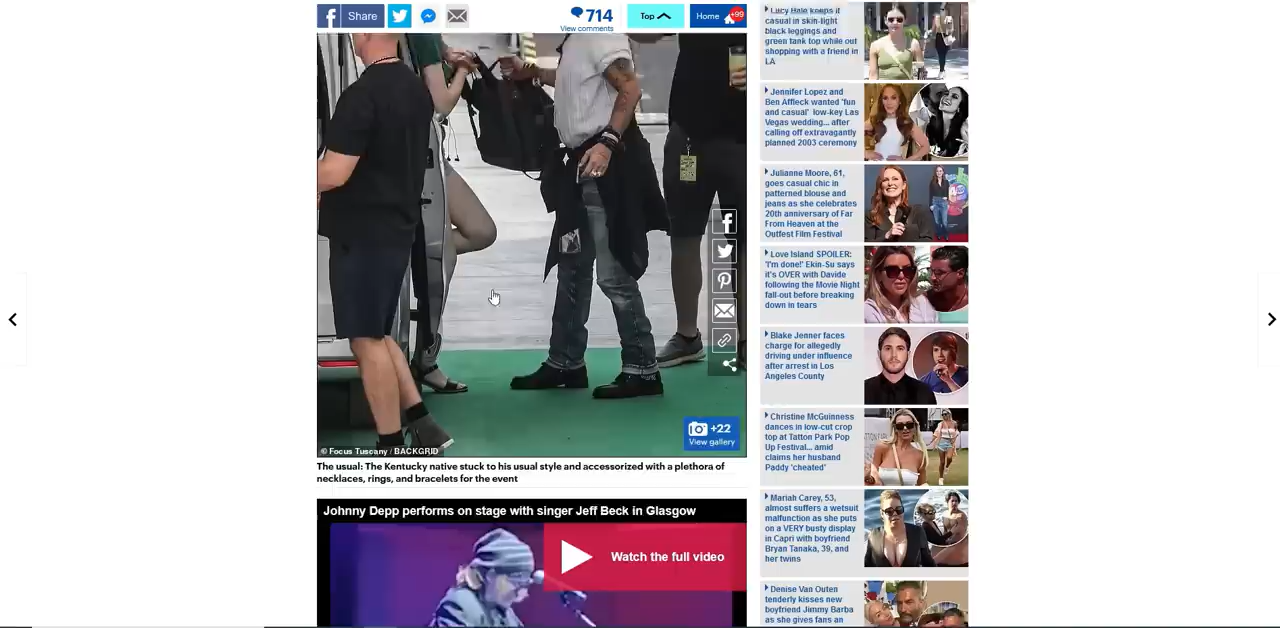 Share
714
View comments
Top
Home
+99
© Focus Tuscany / BACKGRID
+22
View gallery
The usual: The Kentucky native stuck to his usual style and accessorized with a plethora of
necklaces, rings, and bracelets for the event
Johnny Depp performs on stage with singer Jeff Beck in Glasgow
Watch the full video
Lucy Hale keeps it
casual in skin-tight
black leggings and
green tank top while out
shopping with a friend in
LA
Jennifer Lopez and
Ben Affleck wanted 'fun
and casual' low-key Las
Vegas wedding... after
calling off extravagantly
planned 2003 ceremony
Julianne Moore, 61,
goes casual chic in
patterned blouse and
jeans as she celebrates
20th anniversary of Far
From Heaven at the
Outfest Film Festival
Love Island SPOILER:
'I'm done!' Ekin-Su says
it's OVER with Davide
following the Movie Night
fall-out before breaking
down in tears
Blake Jenner faces
charge for allegedly
driving under influence
after arrest in Los
Angeles County
Christine McGuinness
dances in low-cut crop
top at Tatton Park Pop
Up Festival... amid
claims her husband
Paddy 'cheated'
Mariah Carey, 53,
almost suffers a wetsuit
malfunction as she puts
on a VERY busty display
in Capri with boyfriend
Bryan Tanaka, 39, and
her twins
Denise Van Outen
tenderly kisses new
boyfriend Jimmy Barba
as she gives fans an